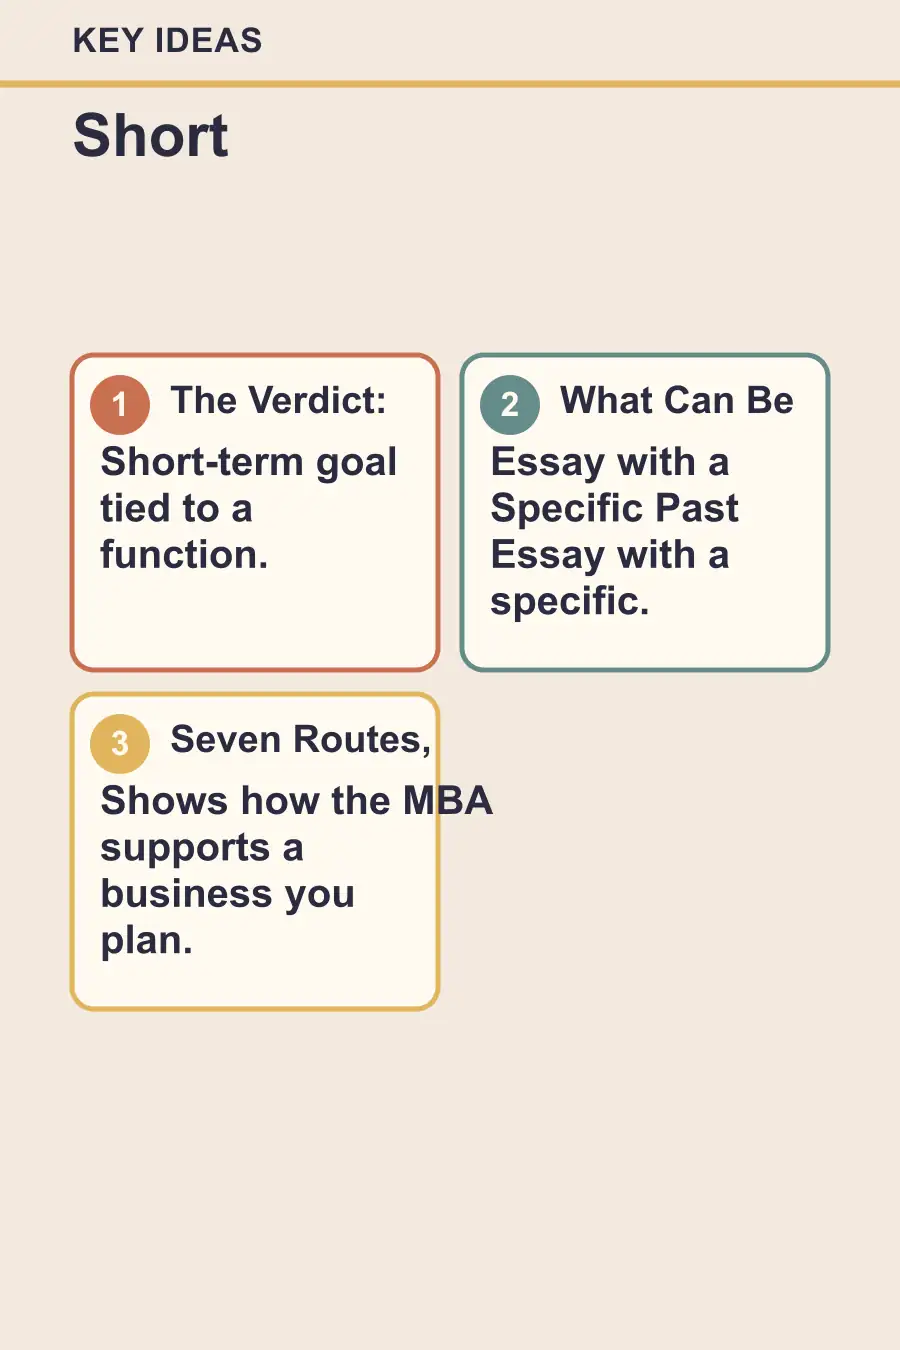 KEY IDEAS
Short
1 The Verdict:
Short-term goal
tied to a
function.
2 What Can Be
Essay with a
Specific Past
Essay with a
specific.
3 Seven Routes,
Shows how the MBA
supports a
business you
plan.